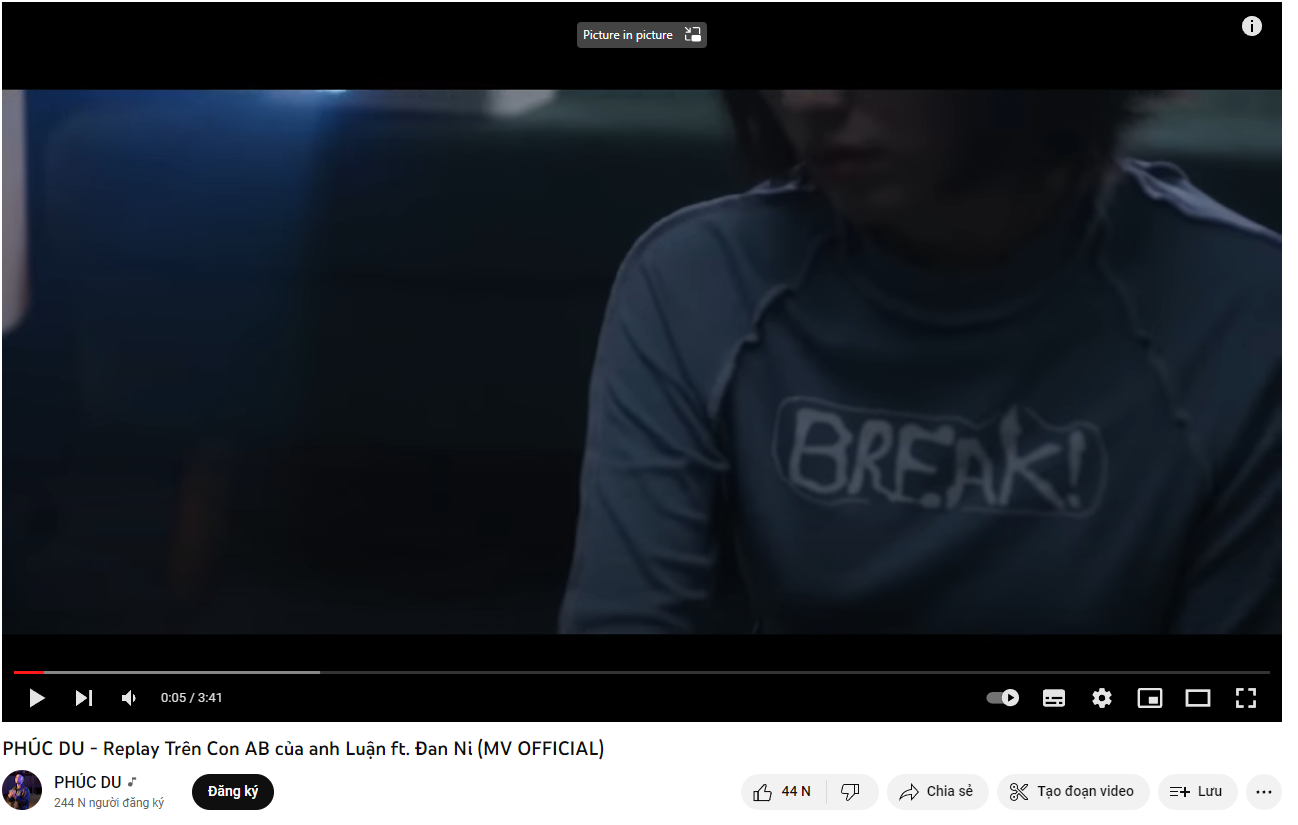 Picture in picture
BREAK!
0:05 / 3:41
PHÚC DU - Replay Trên Con AB của anh Luận ft. Đan Ni (MV OFFICIAL)
PHÚC DU
244 N người đăng ký
Đăng ký
44 N
Chia sẻ
Tạo đoạn video
Lưu